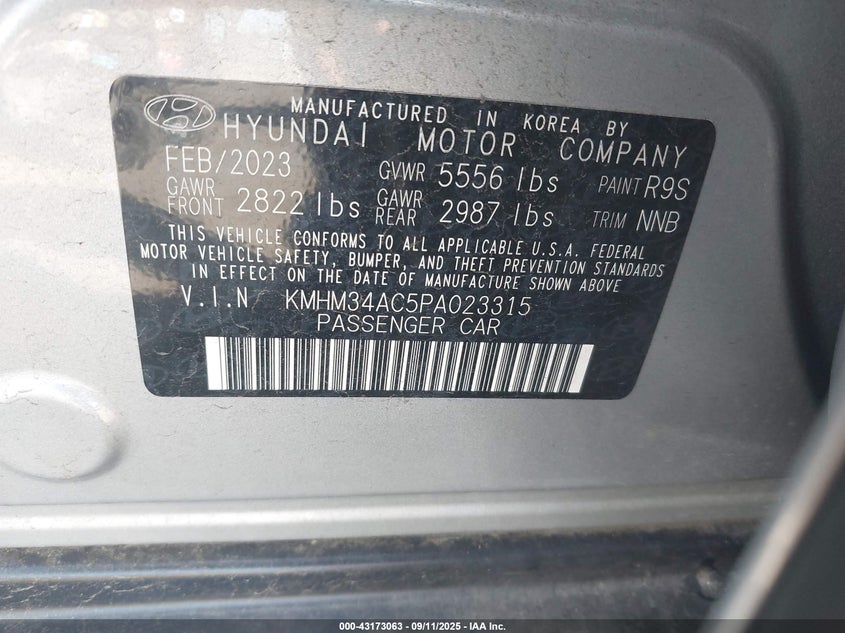 MANUFACTURED IN KOREA BY
HYUNDAI MOTOR COMPANY
FEB/2023 GVWR 5556 lbs PAINT R9S
GAWR FRONT 2822 lbs GAWR REAR 2987 lbs TRIM NNB
THIS VEHICLE CONFORMS TO ALL APPLICABLE U.S.A. FEDERAL
MOTOR VEHICLE SAFETY, BUMPER, AND THEFT PREVENTION STANDARDS
IN EFFECT ON THE DATE OF MANUFACTURE SHOWN ABOVE
V.I.N KMHM34AC5PA023315
PASSENGER CAR
000-43173063 - 09/11/2025 - IAA Inc.